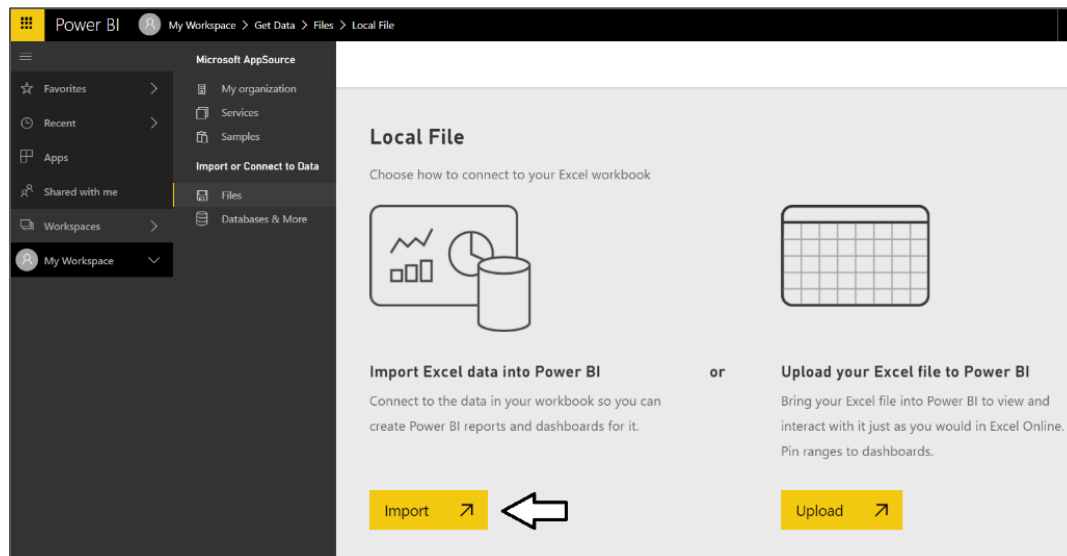 Power BI
My Workspace > Get Data > Files > Local File
Favorites
Recent
Apps
Shared with me
Workspaces
My Workspace
Microsoft AppSource
My organization
Services
Samples
Import or Connect to Data
Files
Databases & More
Local File
Choose how to connect to your Excel workbook
Import Excel data into Power BI
Connect to the data in your workbook so you can
create Power BI reports and dashboards for it.
Import
or
Upload your Excel file to Power BI
Bring your Excel file into Power BI to view and
interact with it just as you would in Excel Online.
Pin ranges to dashboards.
Upload